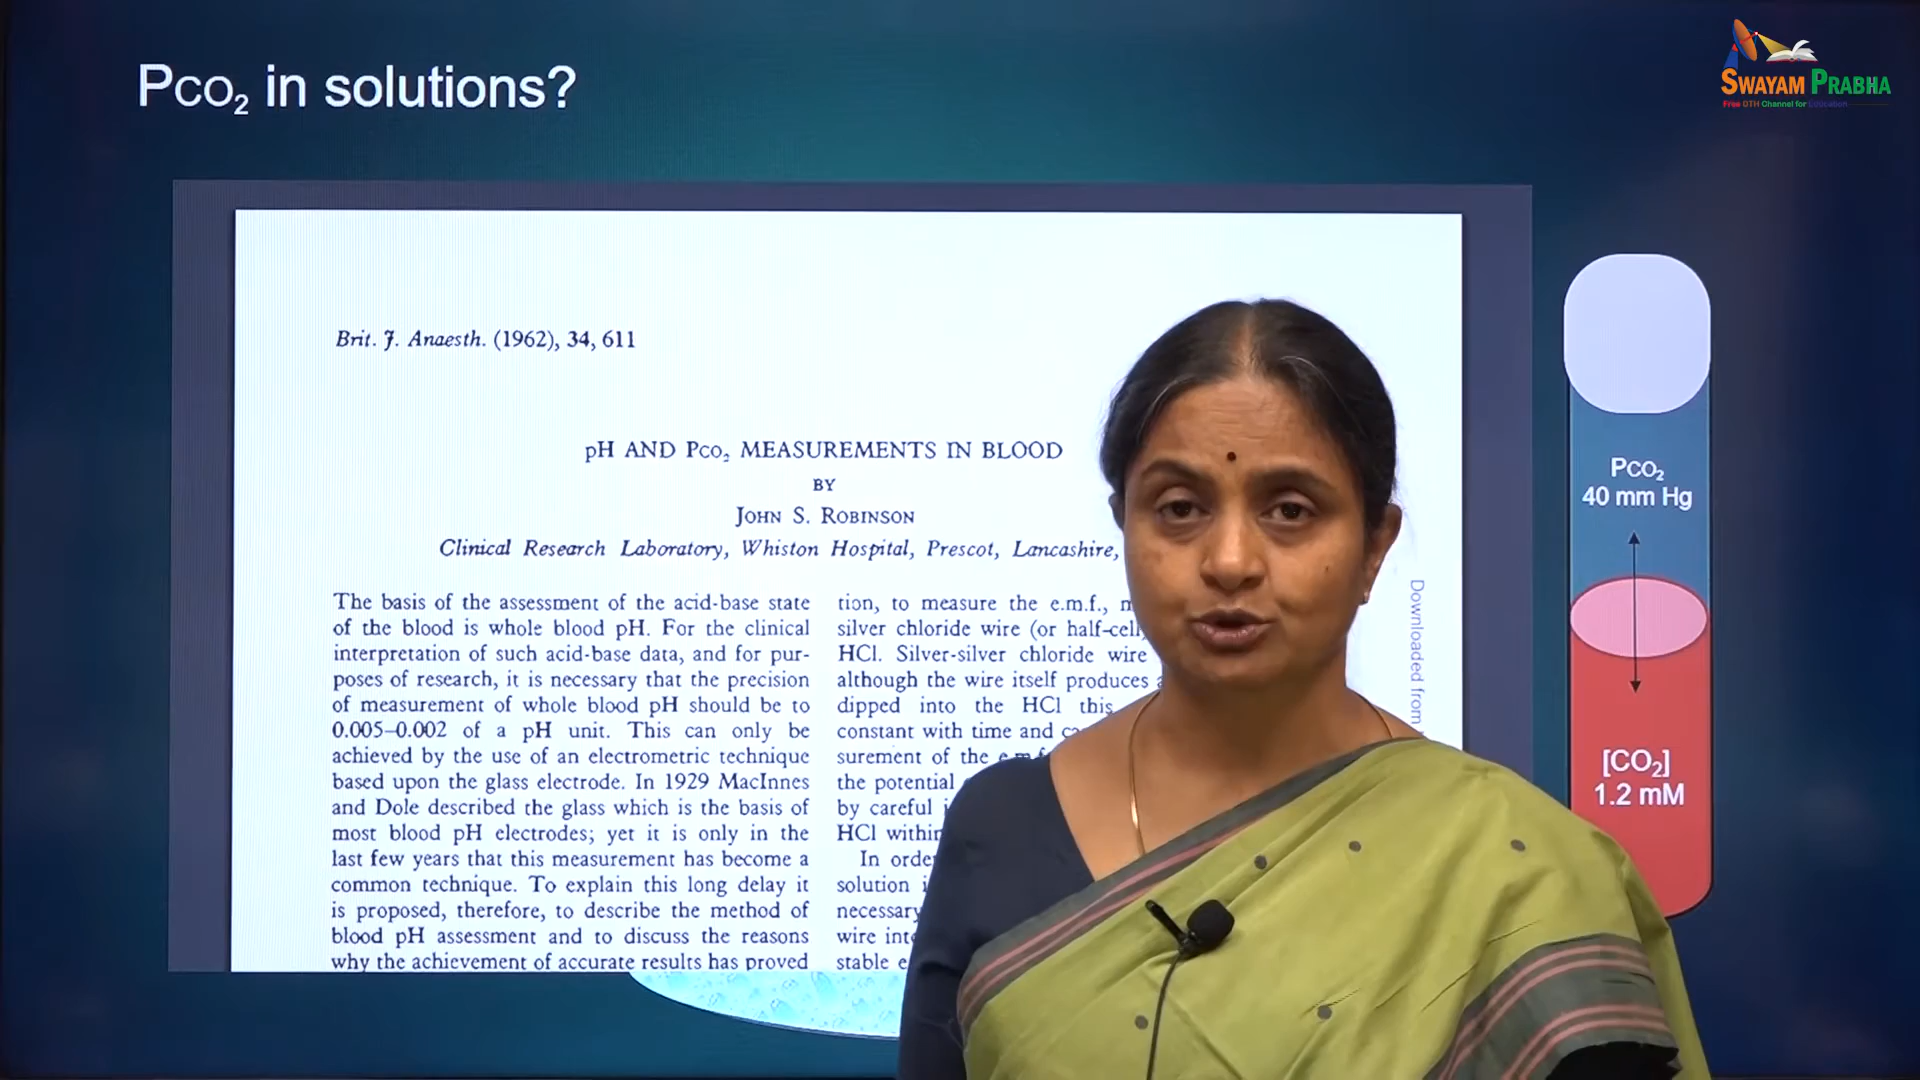 Pco₂ in solutions?
SWAYAM PRABHA
Free DTH Channel for Education
Brit. J. Anaesth. (1962), 34, 611
pH AND Pco₂ MEASUREMENTS IN BLOOD
BY
JOHN S. ROBINSON
Clinical Research Laboratory, Whiston Hospital, Prescot, Lancashire,
The basis of the assessment of the acid-base state
of the blood is whole blood pH. For the clinical
interpretation of such acid-base data, and for pur-
poses of research, it is necessary that the precision
of measurement of whole blood pH should be to
0.005–0.002 of a pH unit. This can only be
achieved by the use of an electrometric technique
based upon the glass electrode. In 1929 MacInnes
and Dole described the glass which is the basis of
most blood pH electrodes; yet it is only in the
last few years that this measurement has become a
common technique. To explain this long delay it
is proposed, therefore, to describe the method of
blood pH assessment and to discuss the reasons
why the achievement of accurate results has proved
tion, to measure the e.m.f.,
silver chloride wire (or half-cell
HCl. Silver-silver chloride wire
although the wire itself produces
dipped into the HCl this
constant with time and
surement of the
the potential
by careful
HCl within
In order
solution
necessary
wire
stable
Downloaded from
Pco₂
40 mm Hg
[CO₂]
1.2 mM